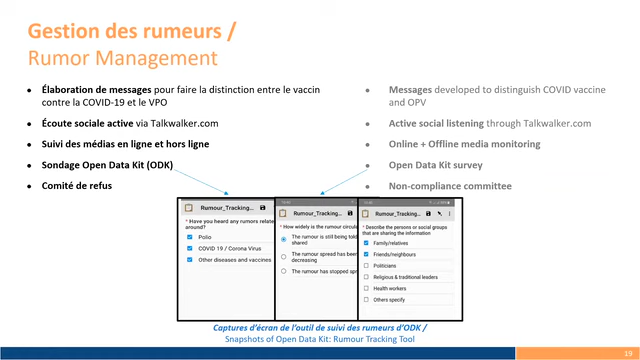 Gestion des rumeurs /
Rumor Management
• Élaboration de messages pour faire la distinction entre le vaccin
contre la COVID-19 et le VPO
• Écoute sociale active via Talkwalker.com
• Suivi des médias en ligne et hors ligne
• Sondage Open Data Kit (ODK)
• Comité de refus
• Messages developed to distinguish COVID vaccine
and OPV
• Active social listening through Talkwalker.com
• Online + Offline media monitoring
• Open Data Kit survey
• Non-compliance committee
Rumour_Tracking...
* Have you heard any rumors relate
around?
Polio
COVID 19 / Corona Virus
Other diseases and vaccines
Rumour_Tracking...
* How widely is the rumour circula
The rumour is still being told
shared
The rumour spread has been
decreasing
The rumour has stopped spr
Rumour_Tracking...
* Describe the persons or social groups
that are sharing the information
Family/relatives
Friends/neighbours
Politicians
Religious & traditional leaders
Health workers
Others specify
Captures d'écran de l'outil de suivi des rumeurs d'ODK /
Snapshots of Open Data Kit: Rumour Tracking Tool
19